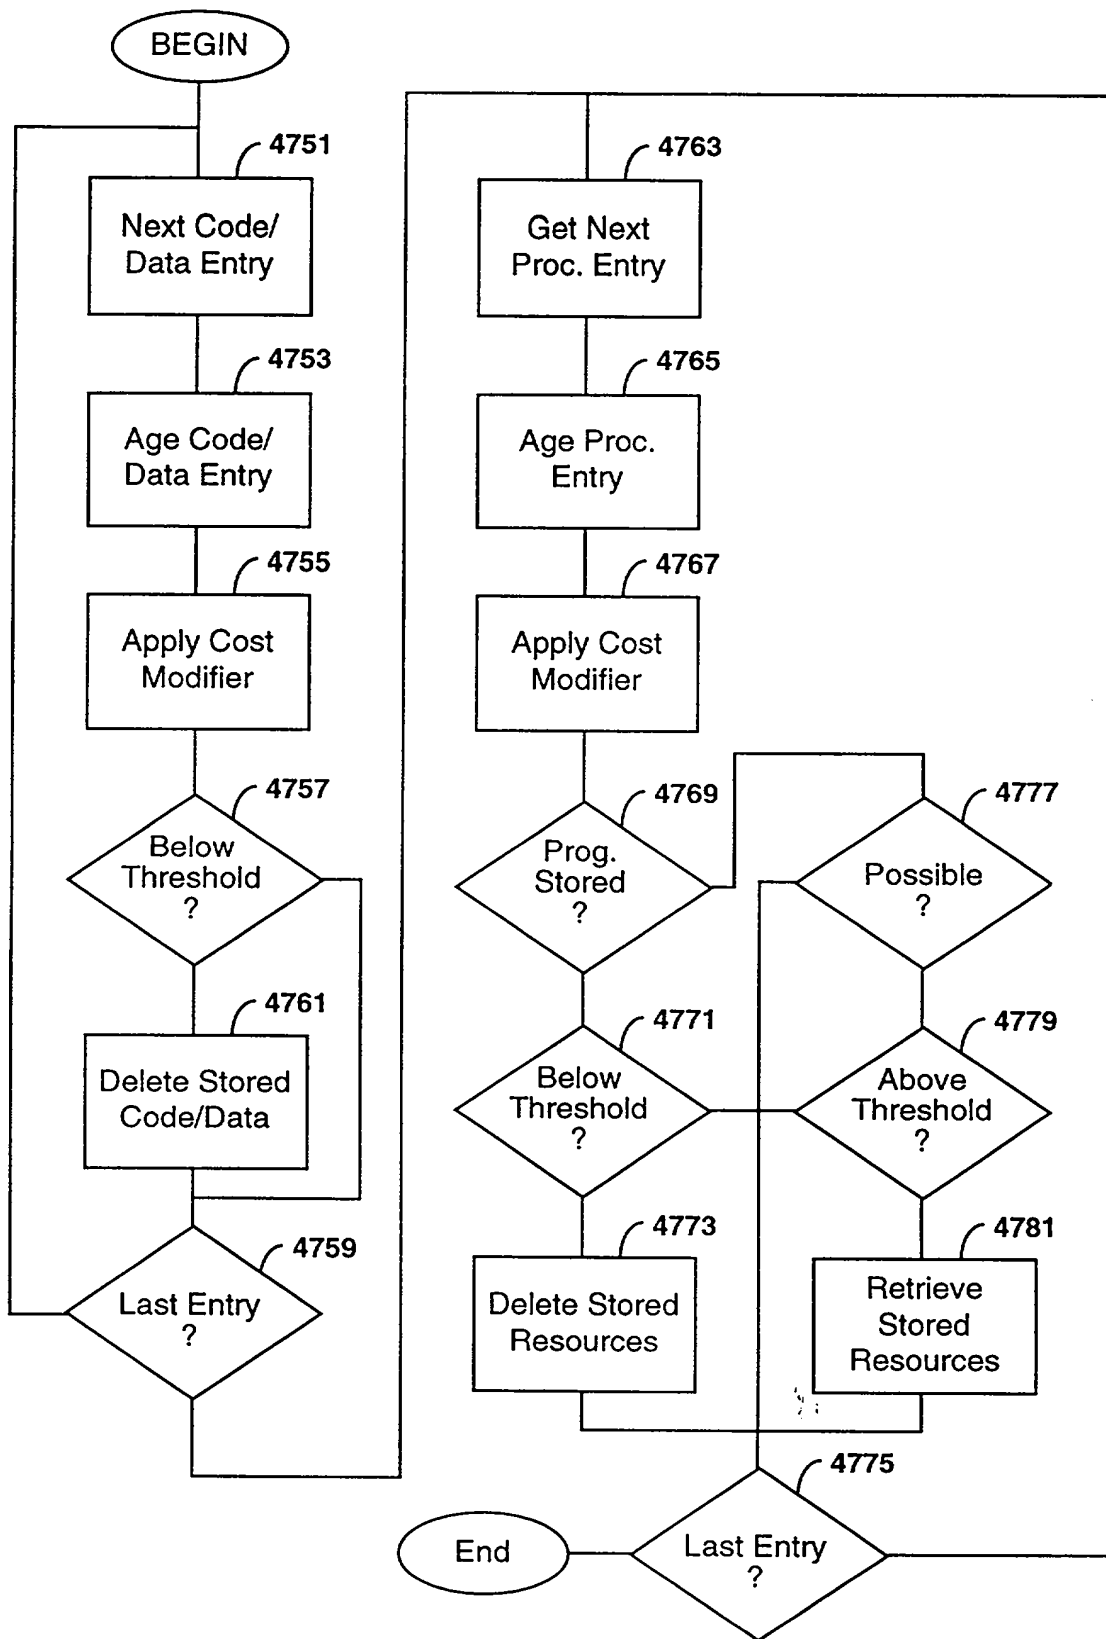 BEGIN
4751
Next Code/
Data Entry
4753
Age Code/
Data Entry
4755
Apply Cost
Modifier
4757
Below
Threshold
?
4761
Delete Stored
Code/Data
4759
Last Entry
?
4763
Get Next
Proc. Entry
4765
Age Proc.
Entry
4767
Apply Cost
Modifier
4769
Prog.
Stored
?
4777
Possible
?
4771
Below
Threshold
?
4779
Above
Threshold
?
4773
Delete Stored
Resources
4781
Retrieve
Stored
Resources
4775
Last Entry
?
End